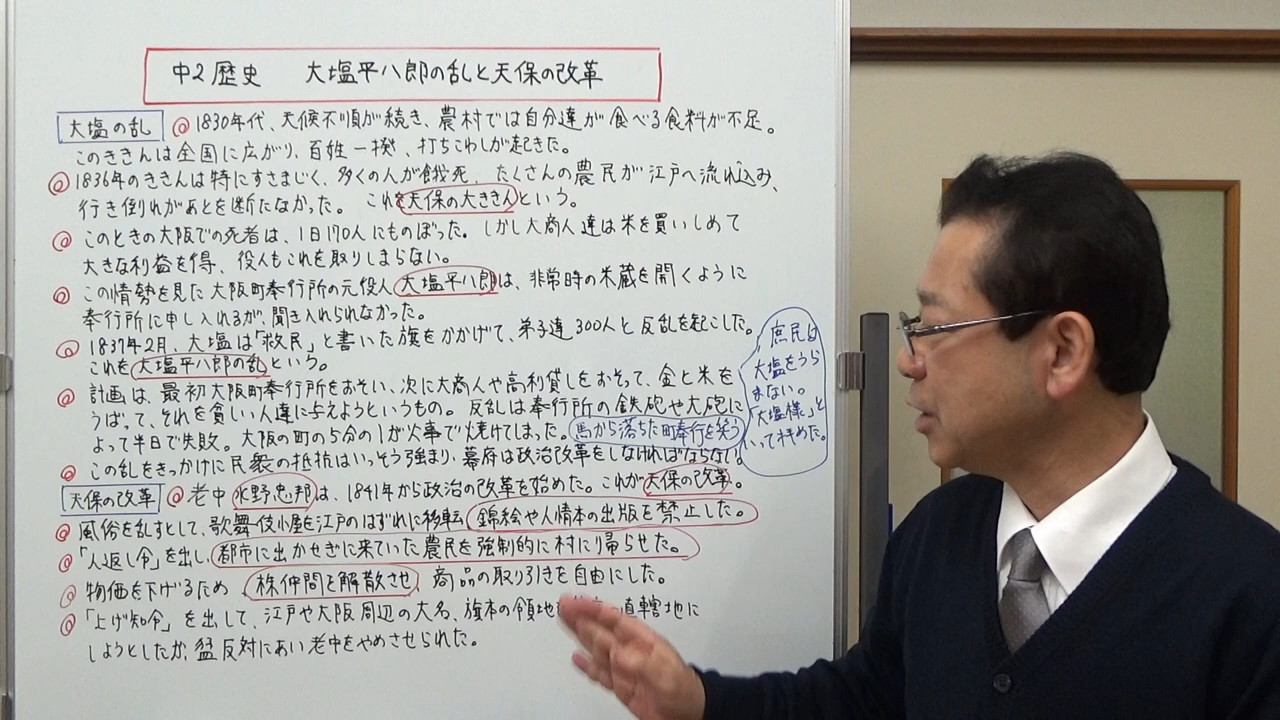 中2歴史 大塩平八郎の乱と天保の改革
大塩の乱 @ 1830年代、天候不順が続き、農村では自分達が食べる食料が不足。
このききんは全国に広がり、百姓一揆、打ちこわしが起きた。
@ 1836年のききんは特にすさまじく、多くの人が餓死、たくさんの農民が江戸へ流れ込み、
行き倒れがあとを断たなかった。 これを天保の大ききんという。
@ このときの大阪での死者は、1日170人にものぼった。しかし大商人達は米を買いしめて
大きな利益を得、役人もこれを取りしまらない。
@ この情勢を見た大阪町奉行所の元役人大塩平八郎は、非常時の米蔵を開くように
奉行所に申し入れるが、聞き入れられなかった。
@ 1837年2月、大塩は「救民」と書いた旗をかかげて、弟子達300人と反乱を起こした。
これを大塩平八郎の乱という。
@ 計画は、最初大阪町奉行所をおそい、次に大商人や高利貸しをおそって、金と米を
うばって、それを貧しい人達に与えようというもの。反乱は奉行所の鉄砲や大砲に
よって半日で失敗。大阪の町の5分の1が火事で焼けてしまった。馬から落ちた町奉行を笑う
@ この乱をきっかけに民衆の抵抗はいっそう強まり、幕府は政治改革をしなければならない。
庶民は
大塩をうら
まない。
「大塩様」と
いって拝めた。
天保の改革 @ 老中水野忠邦は、1841年から政治の改革を始めた。これが天保の改革。
@ 風俗を乱すとして、歌舞伎小屋を江戸のはずれに移転 錦絵や人情本の出版を禁止した。
@ 「人返し令」を出し、都市に出かせぎに来ていた農民を強制的に村に帰らせた。
@ 物価を下げるため、株仲間を解散させ、商品の取り引きを自由にした。
@ 「上げ知令」を出して、江戸や大阪周辺の大名、旗本の領地 直轄地に
しようとしたが、猛反対にあい老中をやめさせられた。